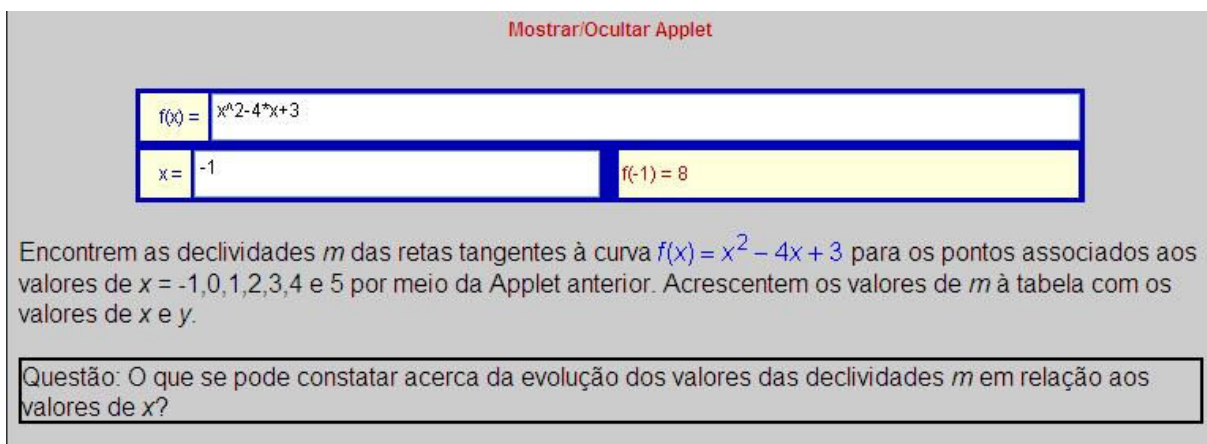 Mostrar/Ocultar Applet
f(x) = x^2-4*x+3
x = -1 f(-1) = 8
Encontrem as declividades m das retas tangentes à curva f(x) = x² – 4x + 3 para os pontos associados aos
valores de x = -1,0,1,2,3,4 e 5 por meio da Applet anterior. Acrescentem os valores de m à tabela com os
valores de x e y.
Questão: O que se pode constatar acerca da evolução dos valores das declividades m em relação aos
valores de x?